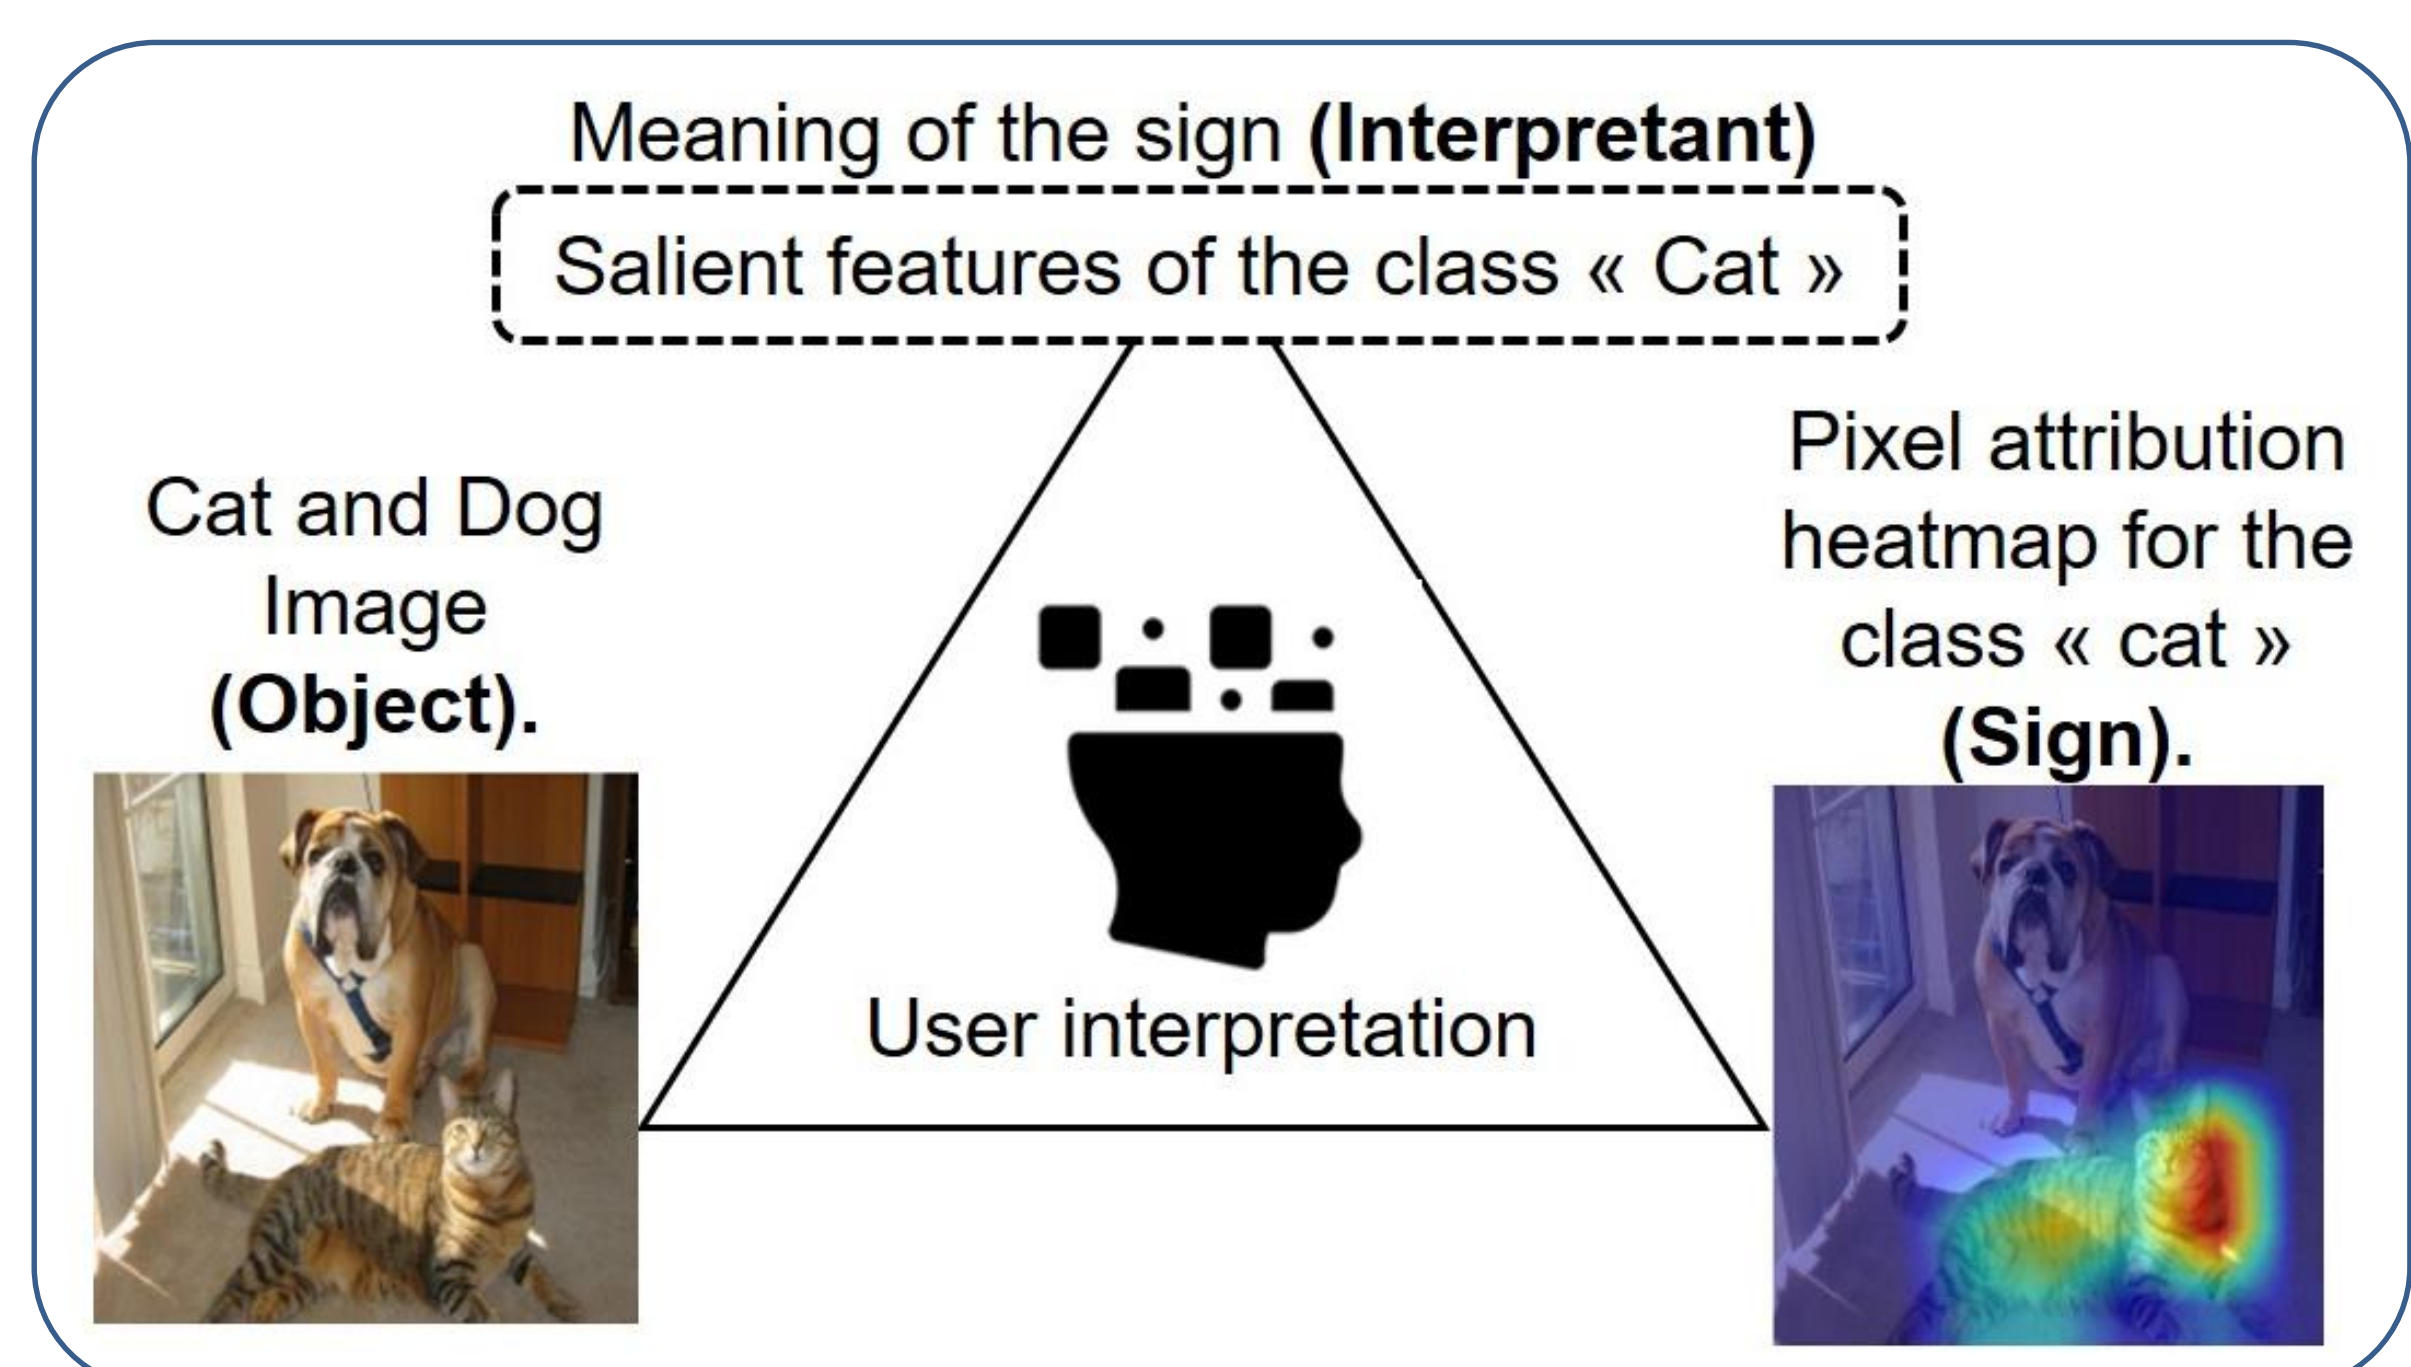 Meaning of the sign (Interpretant)
Salient features of the class « Cat »
Cat and Dog
Image
(Object).
Pixel attribution
heatmap for the
class « cat »
(Sign).
User interpretation